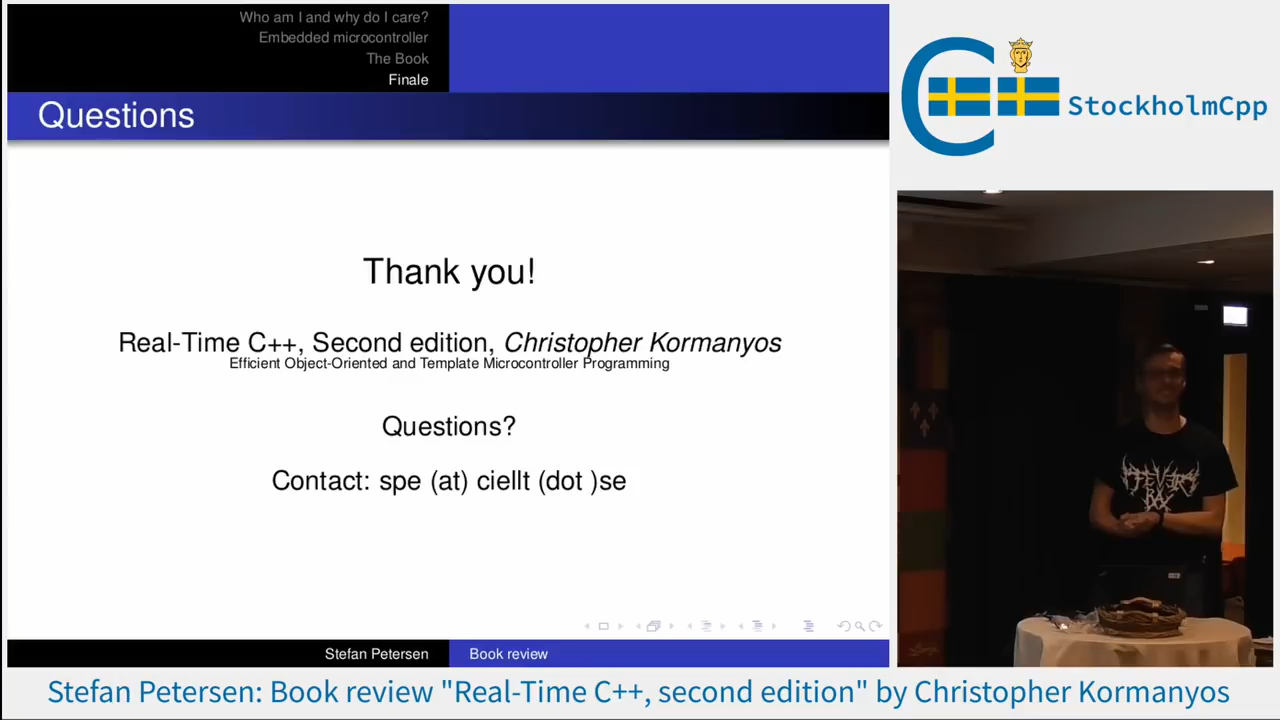 Who am I and why do I care?
Embedded microcontroller
The Book
Finale
Questions
Thank you!
Real-Time C++, Second edition, Christopher Kormanyos
Efficient Object-Oriented and Template Microcontroller Programming
Questions?
Contact: spe (at) ciellt (dot )se
Stefan Petersen
Book review
StockholmCpp
Stefan Petersen: Book review "Real-Time C++, second edition" by Christopher Kormanyos